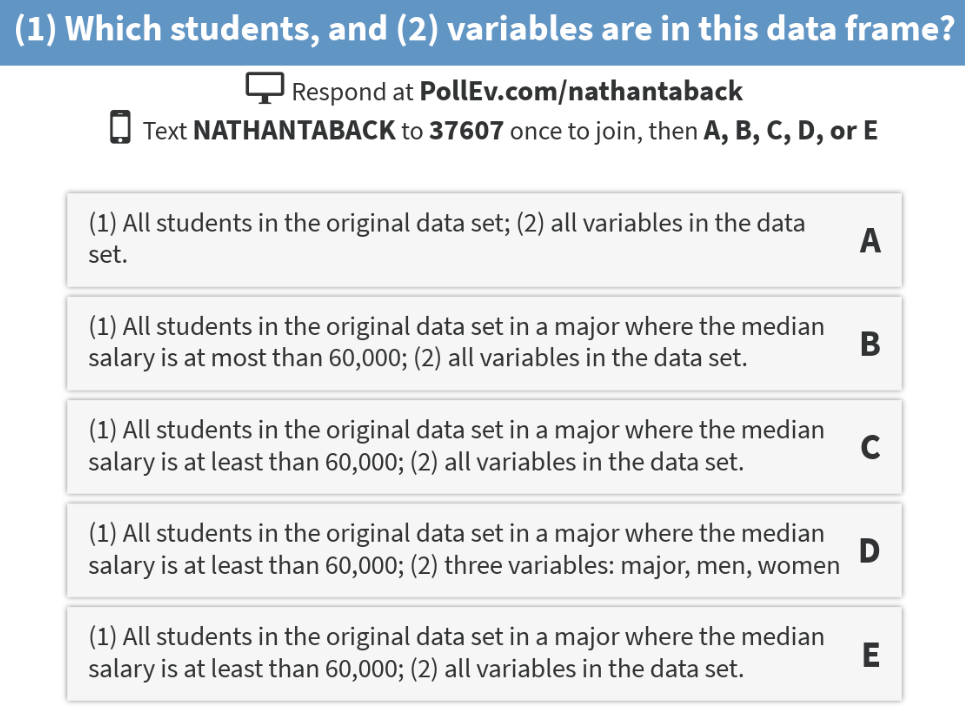 (1) Which students, and (2) variables are in this data frame?
Respond at PollEv.com/nathantaback
Text NATHANTABACK to 37607 once to join, then A, B, C, D, or E
(1) All students in the original data set; (2) all variables in the data
set.
A
(1) All students in the original data set in a major where the median
salary is at most than 60,000; (2) all variables in the data set.
B
(1) All students in the original data set in a major where the median
salary is at least than 60,000; (2) all variables in the data set.
C
(1) All students in the original data set in a major where the median
salary is at least than 60,000; (2) three variables: major, men, women
D
(1) All students in the original data set in a major where the median
salary is at least than 60,000; (2) all variables in the data set.
E